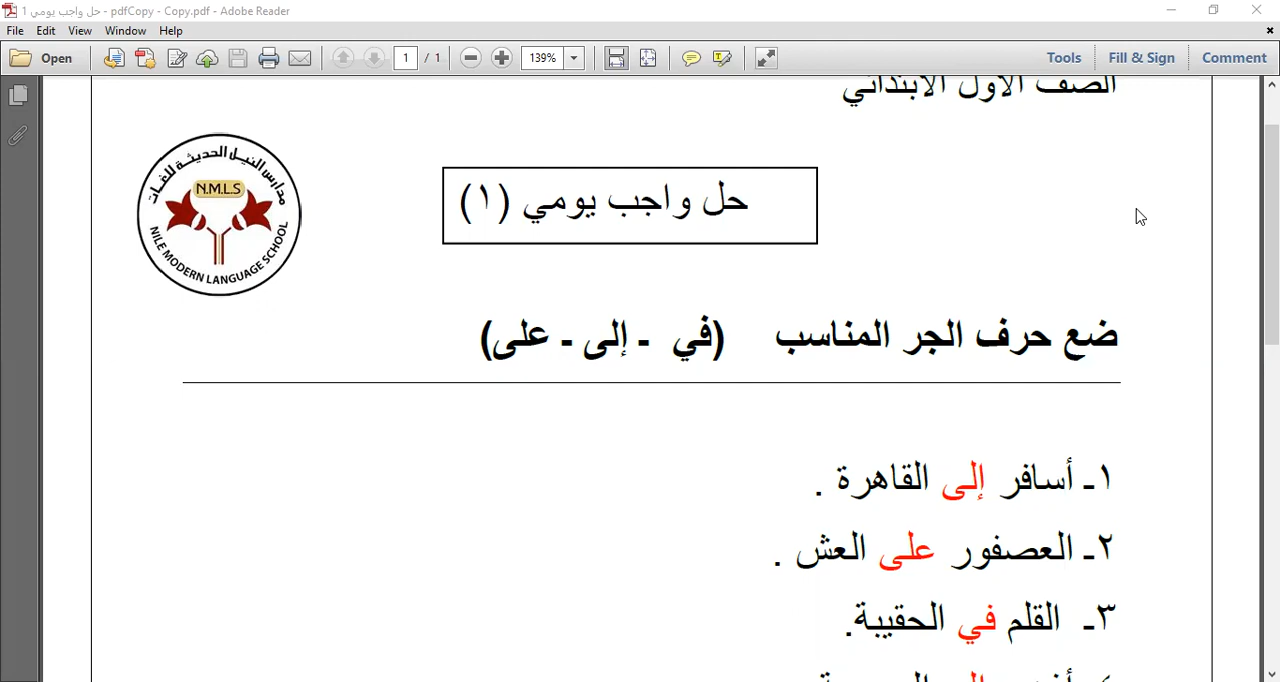 حل واجب يومي 1 - pdfCopy - Copy.pdf - Adobe Reader
File Edit View Window Help
Open 1 / 1 139% Tools Fill & Sign Comment
الصف الاول الابتدائي
مدارس النيل الحديثة للغات
N.M.L.S
NILE MODERN LANGUAGE SCHOOL
حل واجب يومي (١)
ضع حرف الجر المناسب (في - إلى - على)
١- أسافر إلى القاهرة .
٢- العصفور على العش .
٣- القلم في الحقيبة.